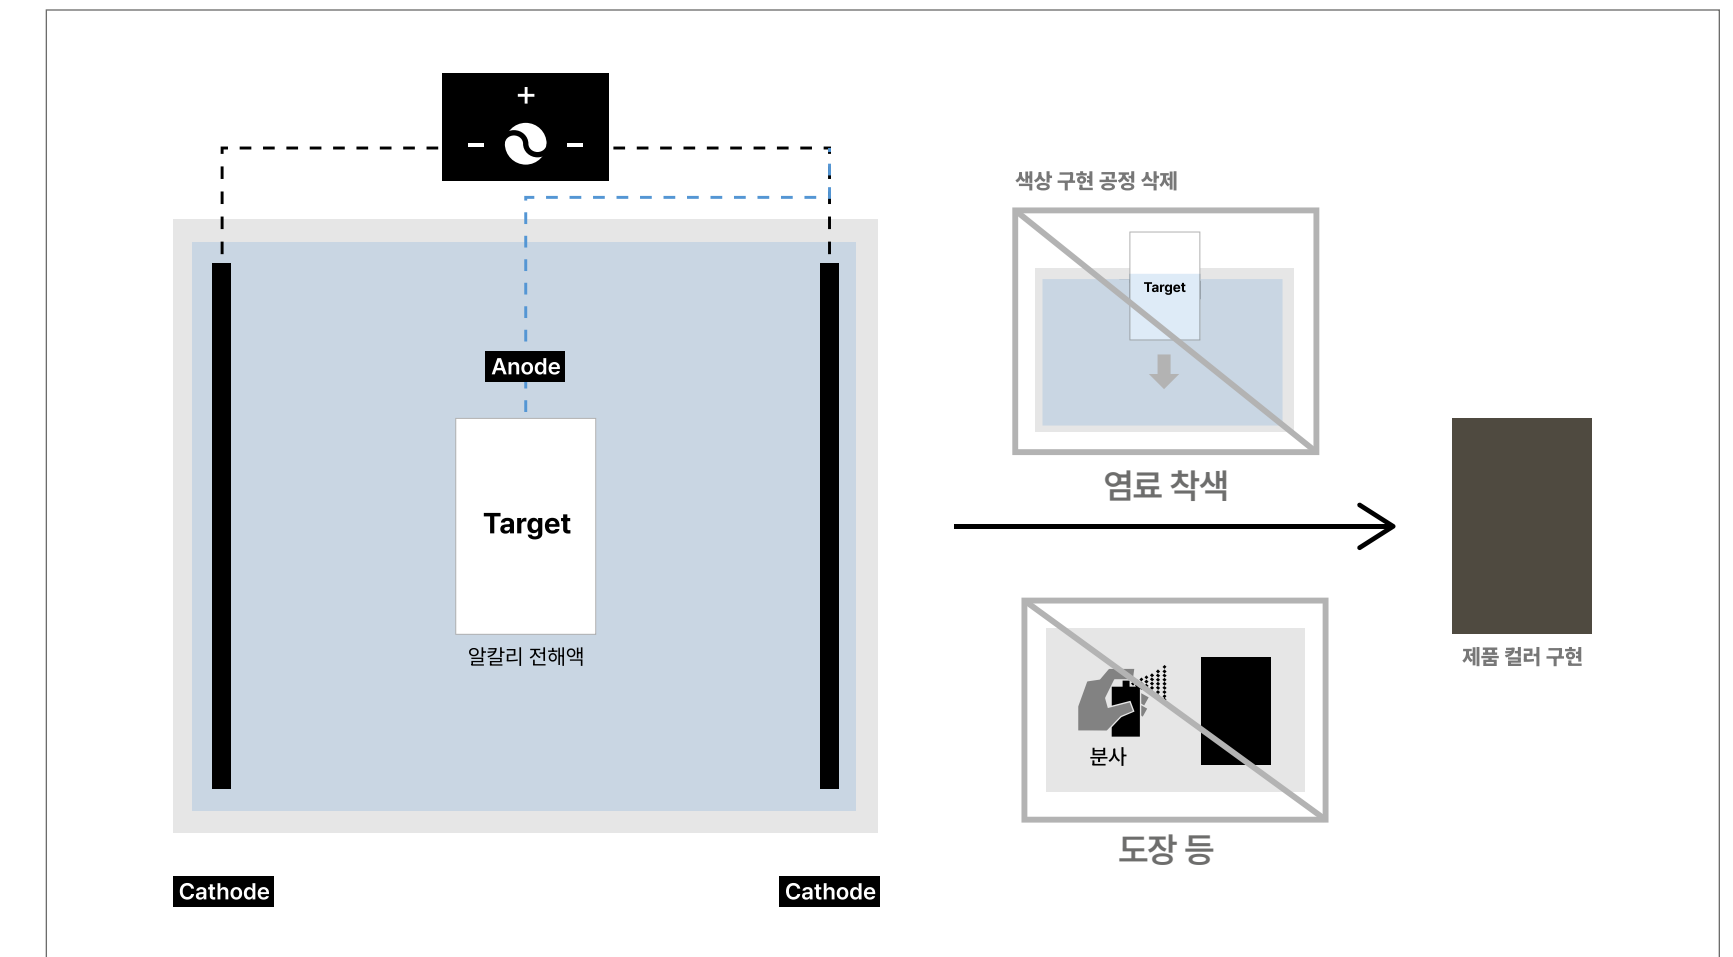 +
- -
색상 구현 공정 삭제
Target
Anode
염료 착색
Target
알칼리 전해액
제품 컬러 구현
분사
도장 등
Cathode
Cathode